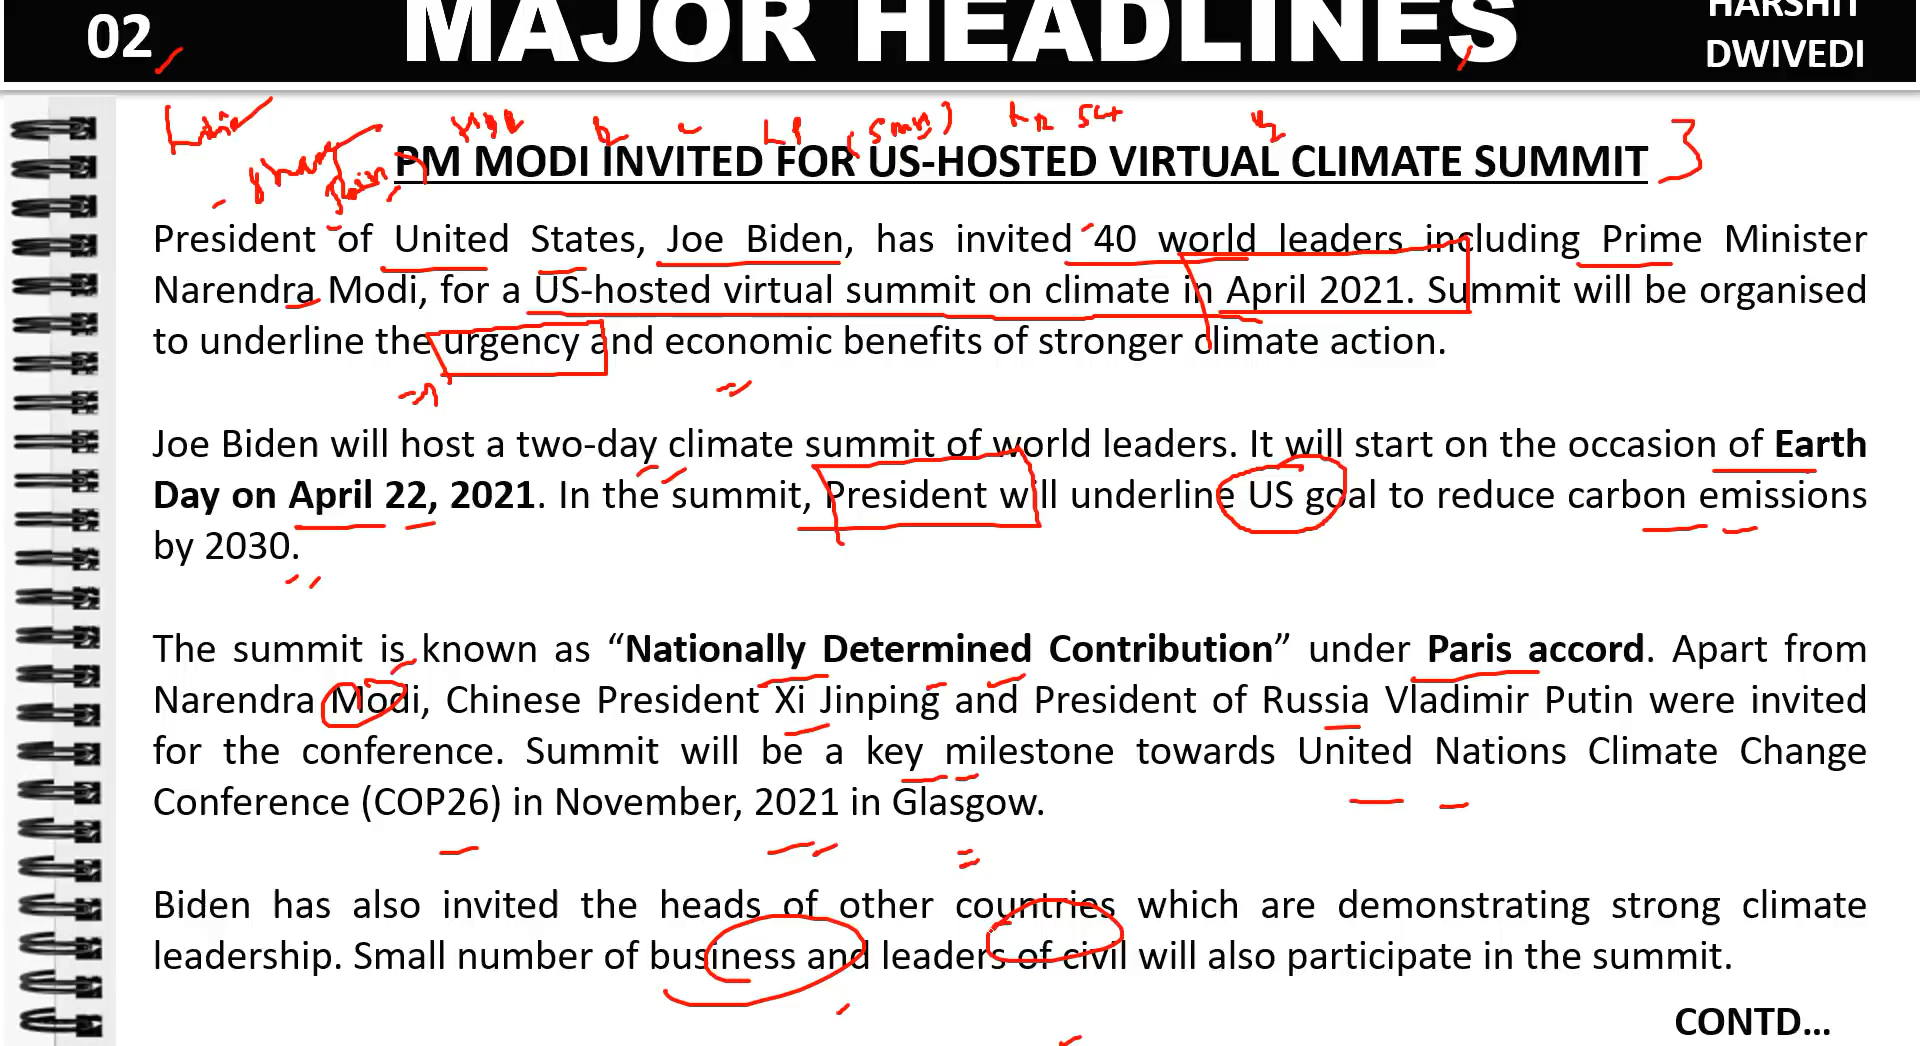 02
MAJOR HEADLINES
HARSHIT
DWIVEDI
PM MODI INVITED FOR US-HOSTED VIRTUAL CLIMATE SUMMIT
President of United States, Joe Biden, has invited 40 world leaders including Prime Minister
Narendra Modi, for a US-hosted virtual summit on climate in April 2021. Summit will be organised
to underline the urgency and economic benefits of stronger climate action.
Joe Biden will host a two-day climate summit of world leaders. It will start on the occasion of Earth
Day on April 22, 2021. In the summit, President will underline US goal to reduce carbon emissions
by 2030.
The summit is known as “Nationally Determined Contribution” under Paris accord. Apart from
Narendra Modi, Chinese President Xi Jinping and President of Russia Vladimir Putin were invited
for the conference. Summit will be a key milestone towards United Nations Climate Change
Conference (COP26) in November, 2021 in Glasgow.
Biden has also invited the heads of other countries which are demonstrating strong climate
leadership. Small number of business and leaders of civil will also participate in the summit.
CONTD...